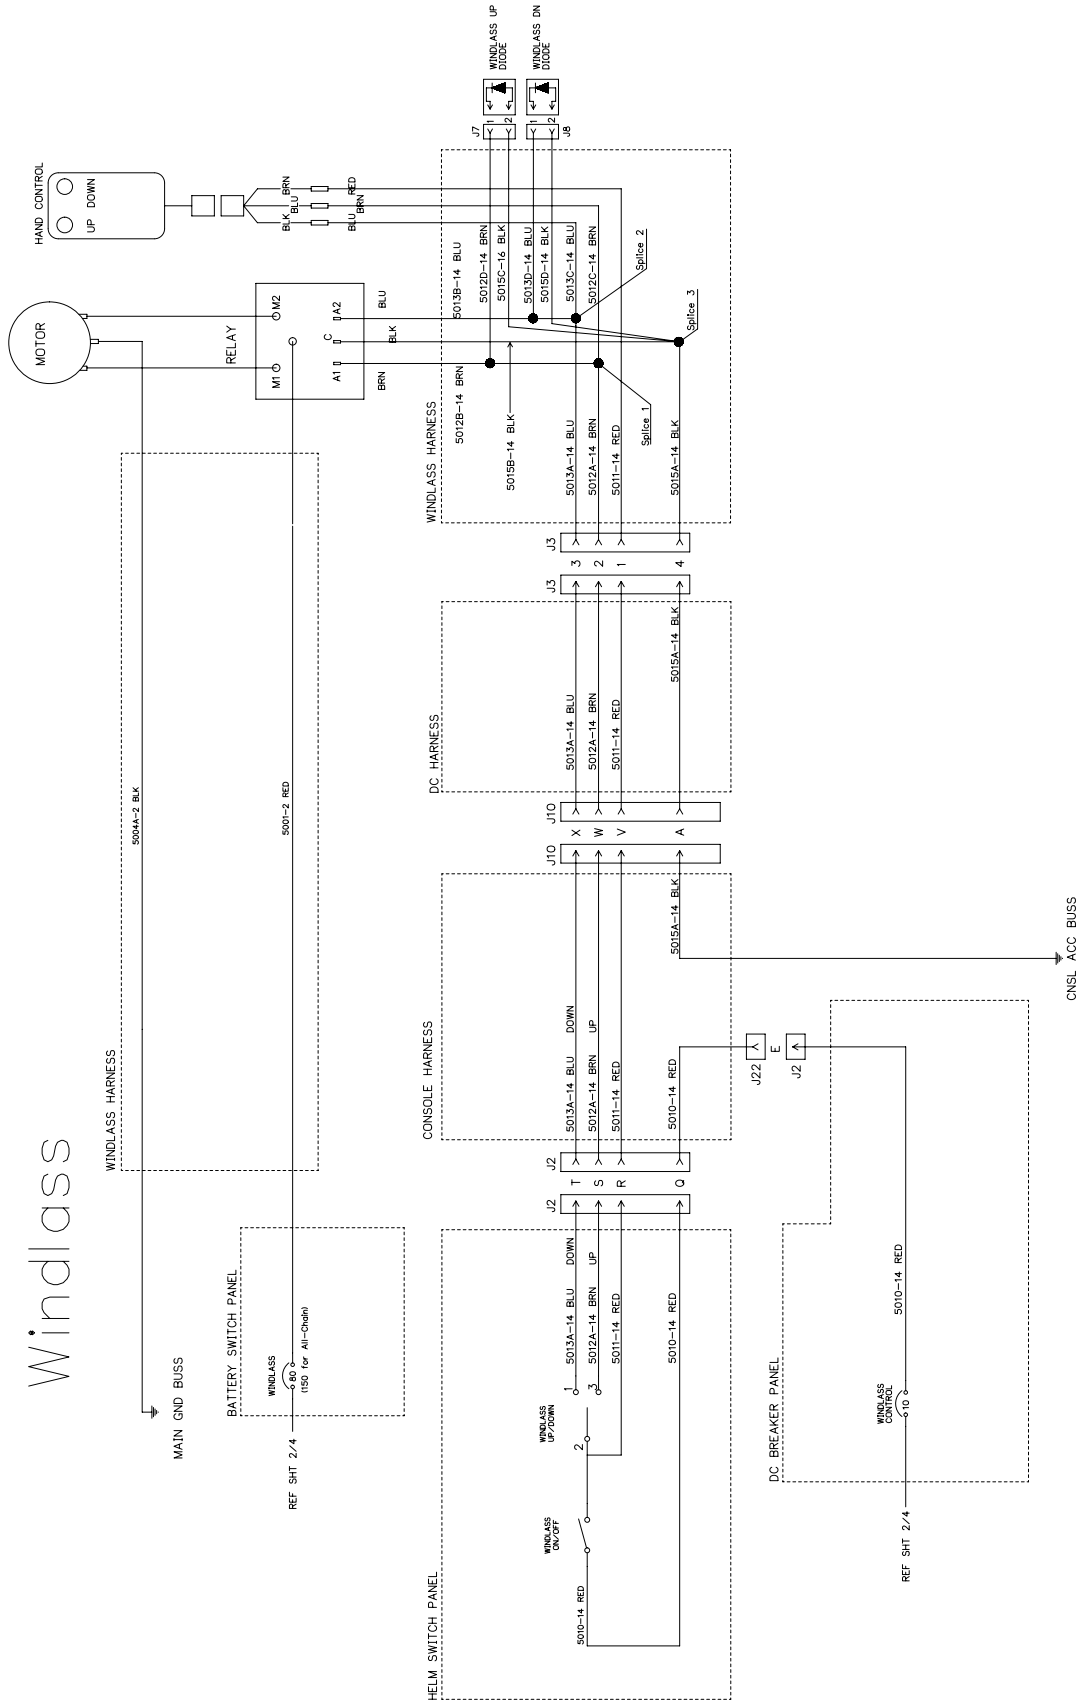 Windlass
MAIN GND BUSS
WINDLASS HARNESS
5004A-2 BLK
5001-2 RED
MOTOR
RELAY
M1
M2
A1
C
A2
BRN
BLK
BLU
HAND CONTROL
UP
DOWN
BLK
BLU
BRN
BLU
BRN
RED
BATTERY SWITCH PANEL
WINDLASS
80
(150 for All-Chain)
REF SHT 2/4
HELM SWITCH PANEL
WINDLASS
ON/OFF
WINDLASS
UP/DOWN
2
1
3
5010-14 RED
5013A-14 BLU
DOWN
5012A-14 BRN
UP
5011-14 RED
5010-14 RED
J2
T
S
R
Q
J2
CONSOLE HARNESS
5013A-14 BLU
DOWN
5012A-14 BRN
UP
5011-14 RED
5010-14 RED
5015A-14 BLK
J10
X
W
V
A
J10
DC HARNESS
5013A-14 BLU
5012A-14 BRN
5011-14 RED
5015A-14 BLK
J3
3
2
1
4
J3
WINDLASS HARNESS
5013A-14 BLU
5012A-14 BRN
5011-14 RED
5015A-14 BLK
5012B-14 BRN
5015B-14 BLK
Splice 1
Splice 3
Splice 2
5013B-14 BLU
5012D-14 BRN
5015C-16 BLK
5013D-14 BLU
5015D-14 BLK
5013C-14 BLU
5012C-14 BRN
J7
1
2
WINDLASS UP
DIODE
1
2
J8
WINDLASS DN
DIODE
J22
E
J2
DC BREAKER PANEL
WINDLASS
CONTROL
10
5010-14 RED
REF SHT 2/4
CNSL ACC BUSS